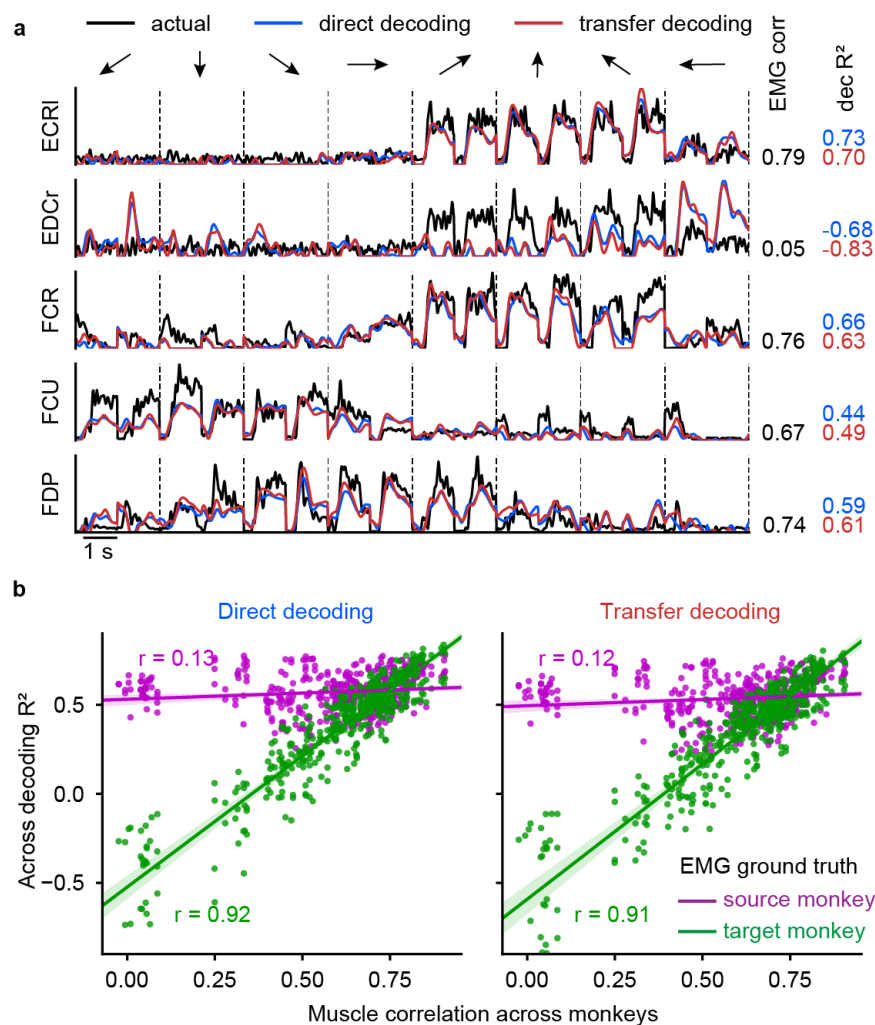 a actual direct decoding transfer decoding
EMG corr
dec R²
ECRl
0.79
0.73
0.70
EDCr
0.05
-0.68
-0.83
FCR
0.76
0.66
0.63
FCU
0.67
0.44
0.49
FDP
0.74
0.59
0.61
1 s
b
Direct decoding
Transfer decoding
Across decoding R²
r = 0.13
r = 0.12
0.5
0.0
−0.5
r = 0.92
r = 0.91
EMG ground truth
source monkey
target monkey
0.00 0.25 0.50 0.75
0.00 0.25 0.50 0.75
Muscle correlation across monkeys